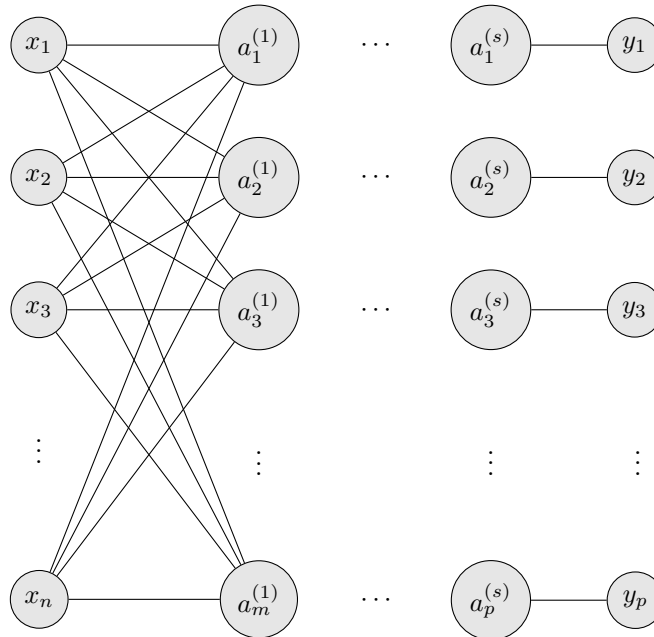 x_1 a_1^{(1)} ··· a_1^{(s)} y_1
x_2 a_2^{(1)} ··· a_2^{(s)} y_2
x_3 a_3^{(1)} ··· a_3^{(s)} y_3
⋮ ⋮ ⋮ ⋮
x_n a_m^{(1)} ··· a_p^{(s)} y_p